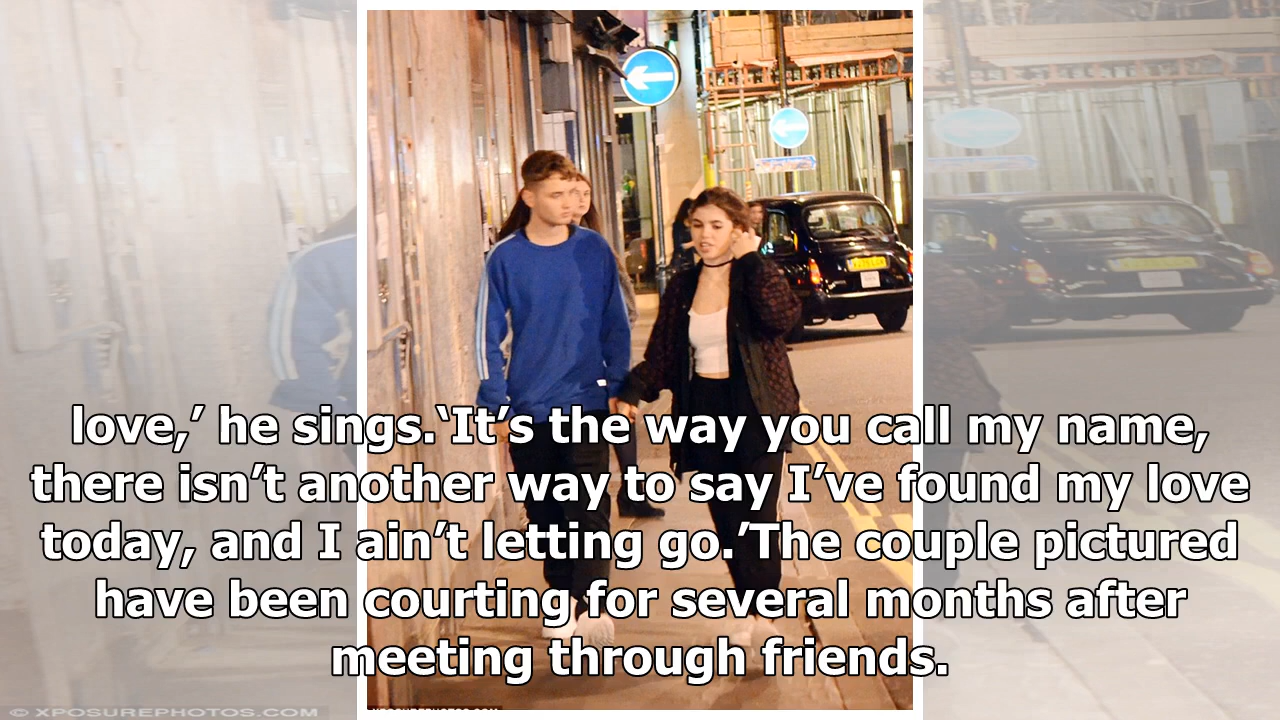 love,’ he sings.‘It’s the way you call my name,
there isn’t another way to say I’ve found my love
today, and I ain’t letting go.’The couple pictured
have been courting for several months after
meeting through friends.
© XPOSUREPHOTOS.COM